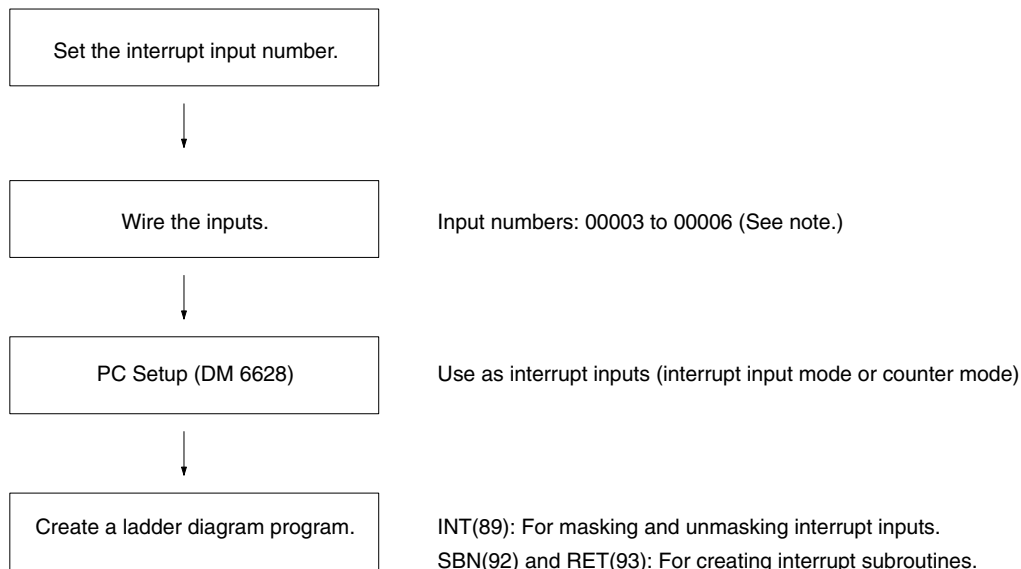 Set the interrupt input number.
Wire the inputs.
Input numbers: 00003 to 00006 (See note.)
PC Setup (DM 6628)
Use as interrupt inputs (interrupt input mode or counter mode)
Create a ladder diagram program.
INT(89): For masking and unmasking interrupt inputs.
SBN(92) and RET(93): For creating interrupt subroutines.